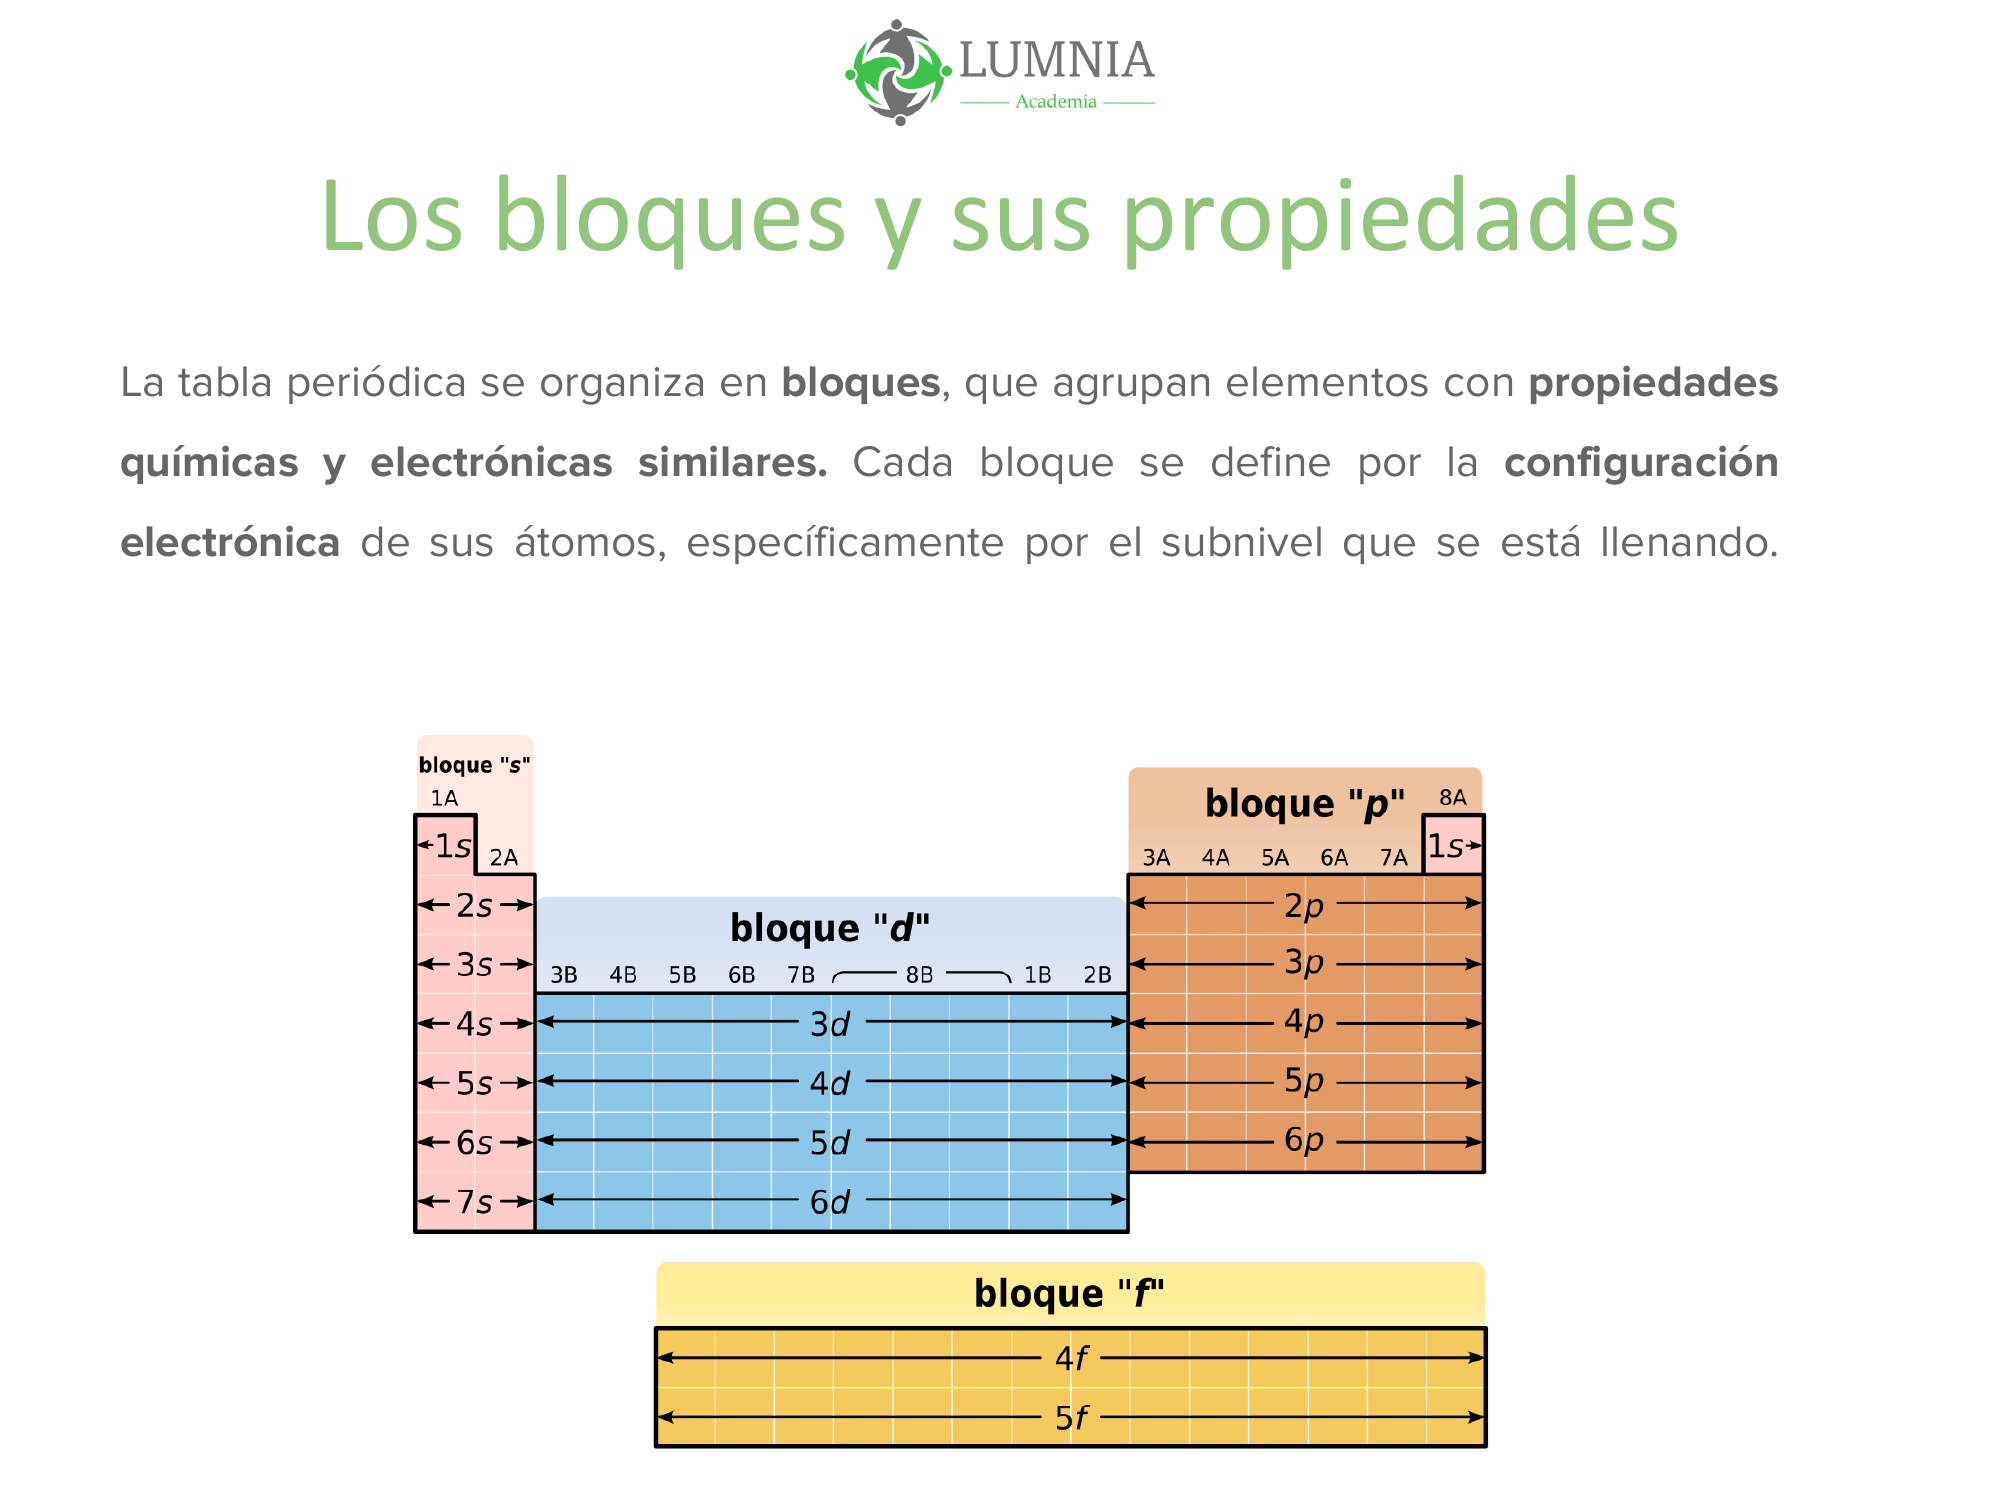 LUMNIA
Academia
Los bloques y sus propiedades
La tabla periódica se organiza en bloques, que agrupan elementos con propiedades
químicas y electrónicas similares. Cada bloque se define por la configuración
electrónica de sus átomos, específicamente por el subnivel que se está llenando.
bloque "s"
1A
2A
1s
2s
3s
4s
5s
6s
7s
bloque "d"
3B 4B 5B 6B 7B 8B 1B 2B
3d
4d
5d
6d
bloque "p"
8A
3A 4A 5A 6A 7A
1s
2p
3p
4p
5p
6p
bloque "f"
4f
5f